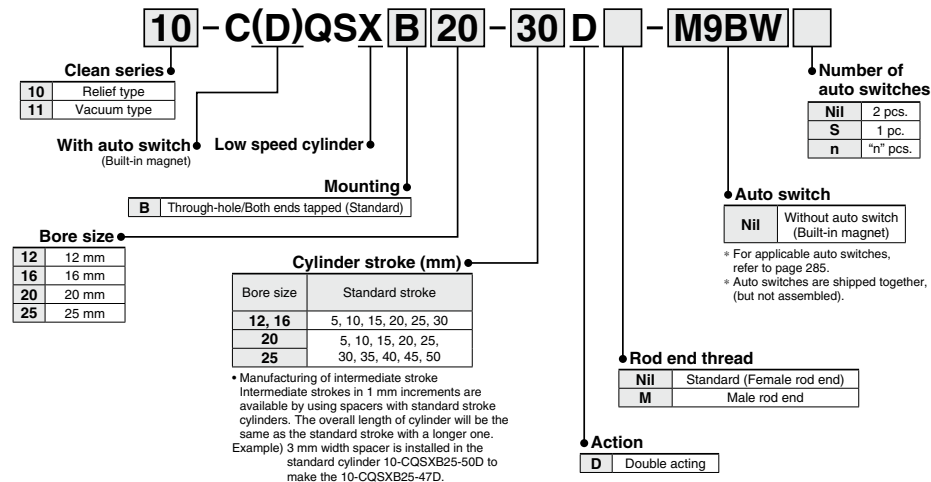 10 – C(D)QSX B 20 – 30 D – M9BW
Clean series
10 Relief type
11 Vacuum type
With auto switch
(Built-in magnet)
Low speed cylinder
Mounting
B Through-hole/Both ends tapped (Standard)
Bore size
12 12 mm
16 16 mm
20 20 mm
25 25 mm
Cylinder stroke (mm)
Bore size Standard stroke
12, 16 5, 10, 15, 20, 25, 30
20 5, 10, 15, 20, 25,
25 30, 35, 40, 45, 50
• Manufacturing of intermediate stroke
Intermediate strokes in 1 mm increments are
available by using spacers with standard stroke
cylinders. The overall length of cylinder will be the
same as the standard stroke with a longer one.
Example) 3 mm width spacer is installed in the
standard cylinder 10-CQSXB25-50D to
make the 10-CQSXB25-47D.
Action
D Double acting
Rod end thread
Nil Standard (Female rod end)
M Male rod end
Auto switch
Nil Without auto switch
(Built-in magnet)
∗ For applicable auto switches,
refer to page 285.
∗ Auto switches are shipped together,
(but not assembled).
Number of
auto switches
Nil 2 pcs.
S 1 pc.
n “n” pcs.